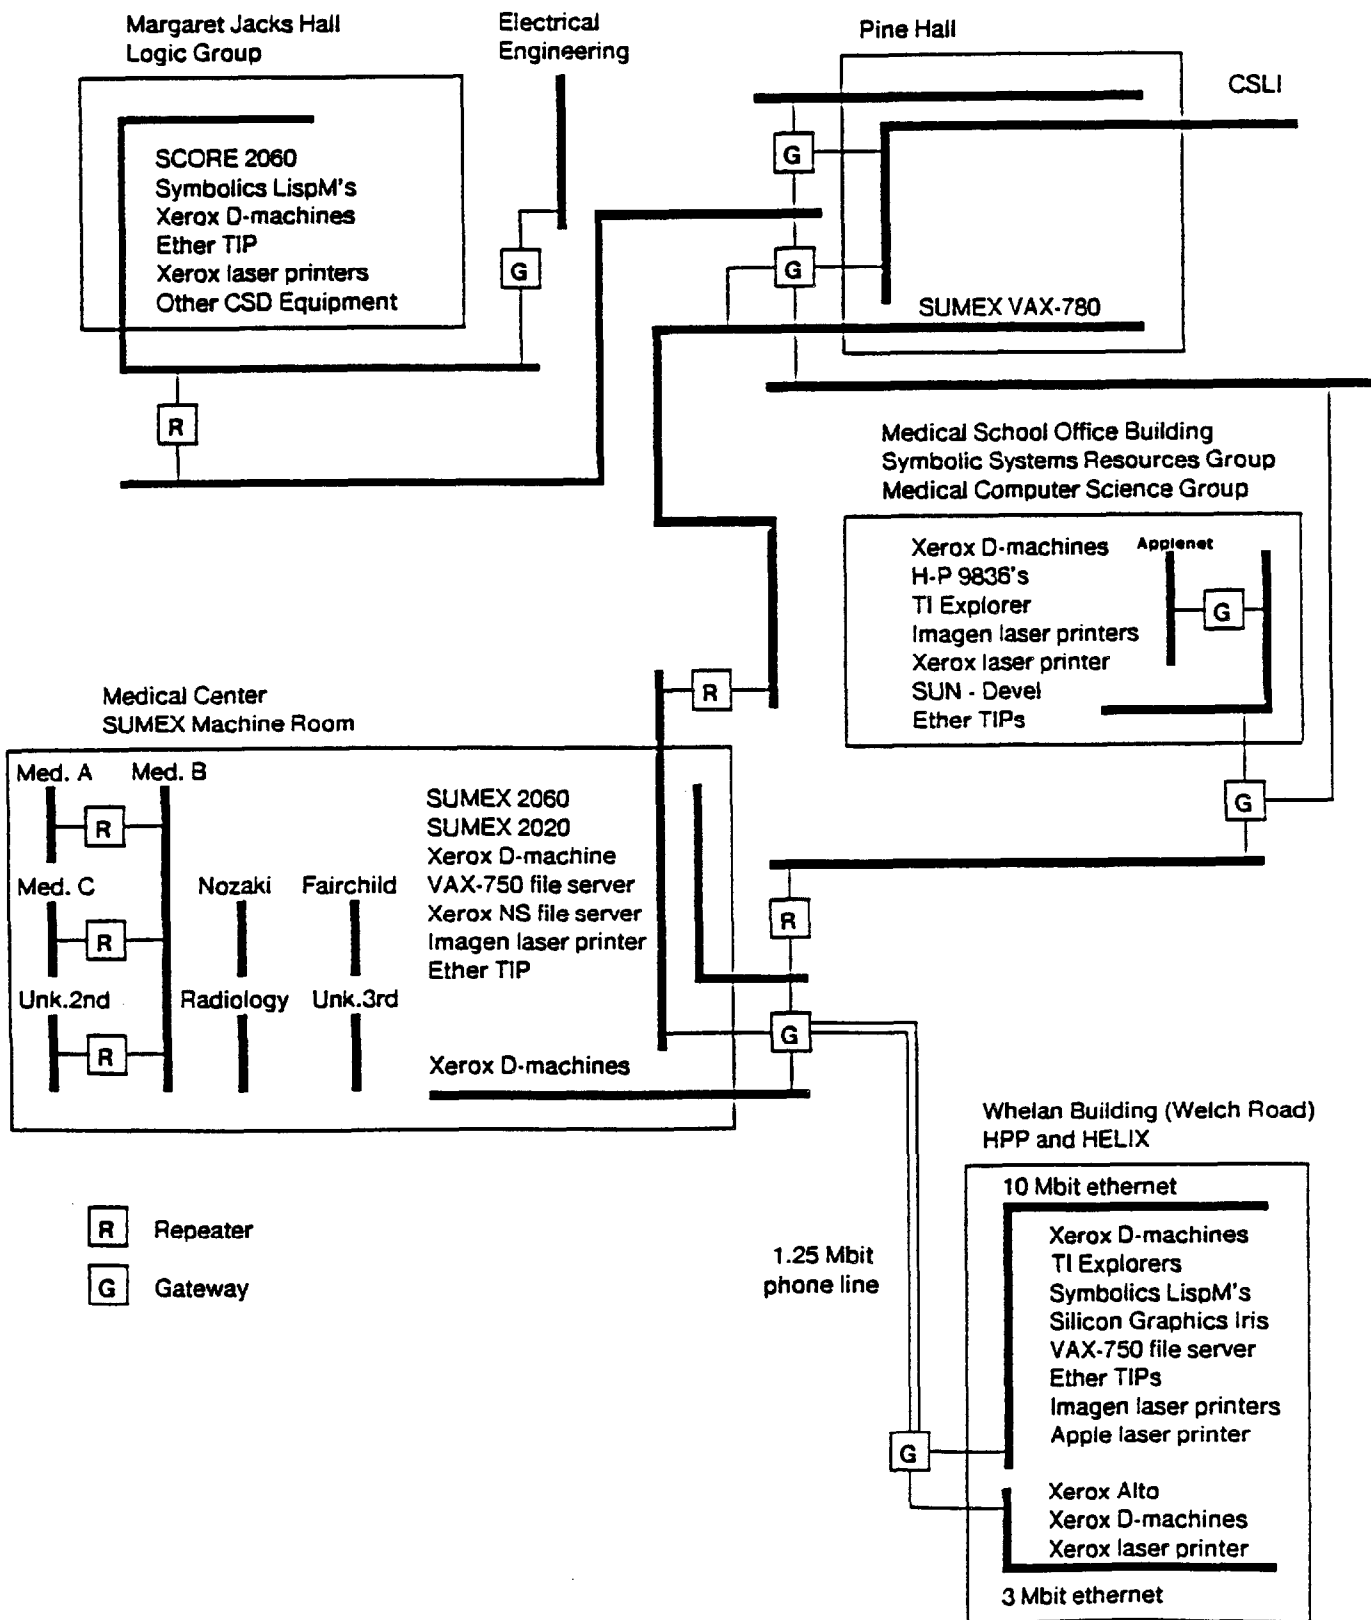 Margaret Jacks Hall
Logic Group
Electrical
Engineering
Pine Hall
CSLI
SCORE 2060
Symbolics LispM's
Xerox D-machines
Ether TIP
Xerox laser printers
Other CSD Equipment
G
G
G
R
SUMEX VAX-780
Medical School Office Building
Symbolic Systems Resources Group
Medical Computer Science Group
Xerox D-machines
H-P 9836's
TI Explorer
Imagen laser printers
Xerox laser printer
SUN - Devel
Ether TIPs
Applenet
G
G
R
Medical Center
SUMEX Machine Room
Med. A
Med. B
R
Med. C
R
Unk.2nd
R
Nozaki
Fairchild
Radiology
Unk.3rd
SUMEX 2060
SUMEX 2020
Xerox D-machine
VAX-750 file server
Xerox NS file server
Imagen laser printer
Ether TIP
Xerox D-machines
R
G
R Repeater
G Gateway
1.25 Mbit
phone line
Whelan Building (Welch Road)
HPP and HELIX
10 Mbit ethernet
Xerox D-machines
TI Explorers
Symbolics LispM's
Silicon Graphics Iris
VAX-750 file server
Ether TIPs
Imagen laser printers
Apple laser printer
G
Xerox Alto
Xerox D-machines
Xerox laser printer
3 Mbit ethernet